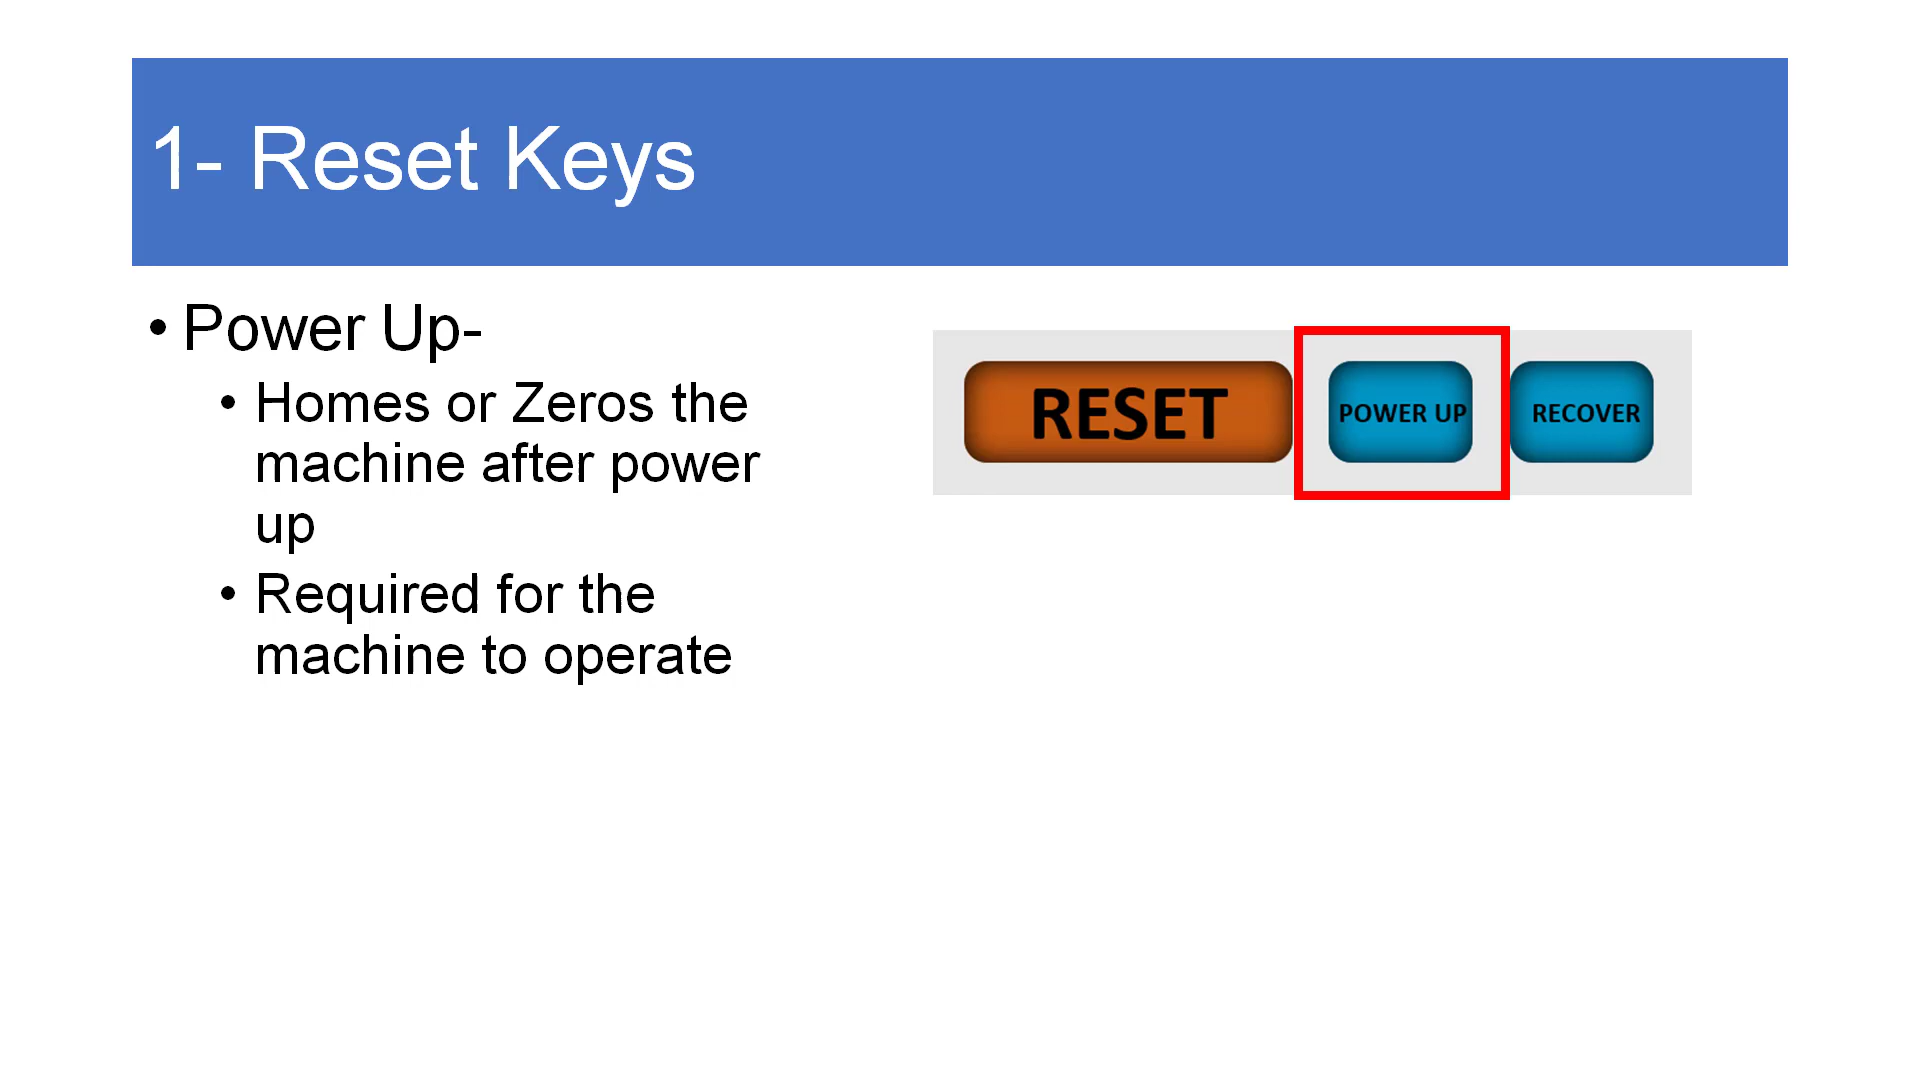 1- Reset Keys
• Power Up-
• Homes or Zeros the
machine after power
up
• Required for the
machine to operate
RESET
POWER UP
RECOVER